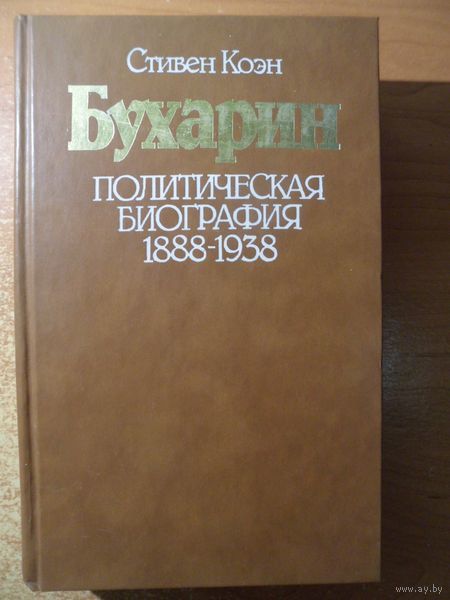 Стивен Коэн
Бухарин
ПОЛИТИЧЕСКАЯ
БИОГРАФИЯ
1888-1938
www.ay.by